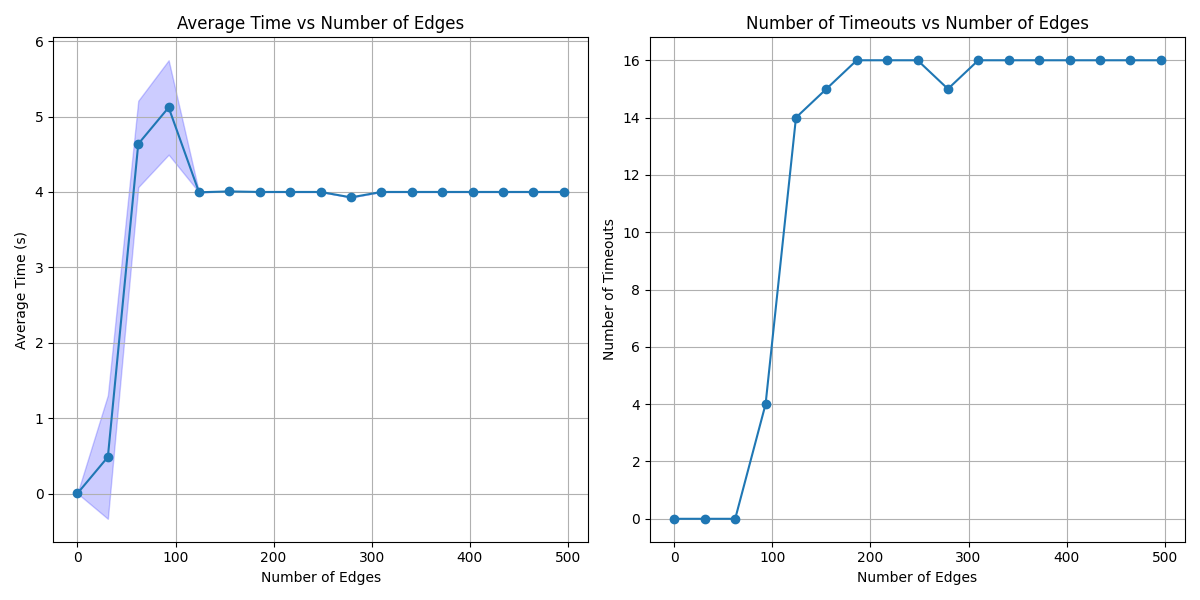 Average Time vs Number of Edges
6
5
4
3
2
1
0
Average Time (s)
0 100 200 300 400 500
Number of Edges
Number of Timeouts vs Number of Edges
16
14
12
10
8
6
4
2
0
Number of Timeouts
0 100 200 300 400 500
Number of Edges